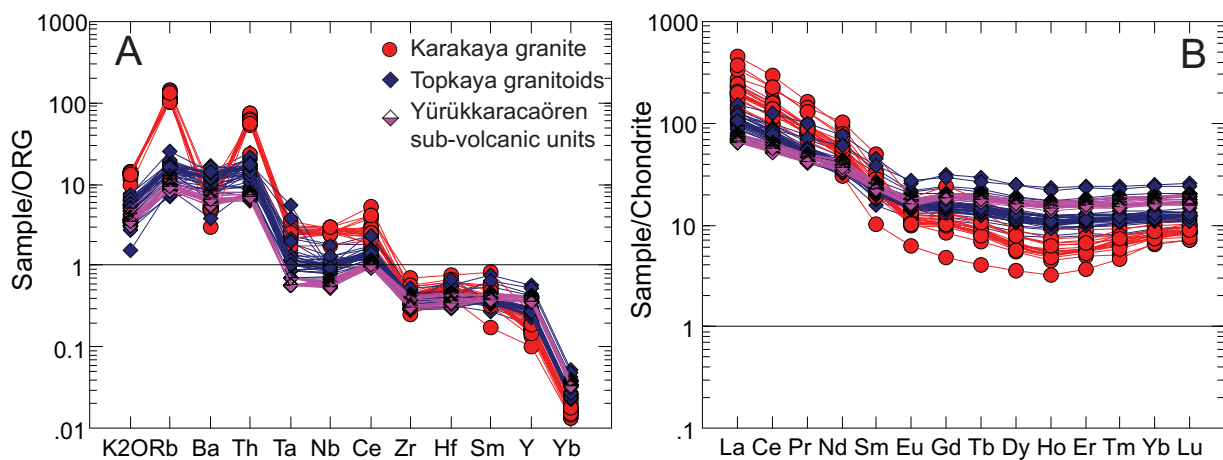 A
Sample/ORG
1000
100
10
1
0.1
.01
Karakaya granite
Topkaya granitoids
Yürükkaracaören
sub-volcanic units
K2O Rb Ba Th Ta Nb Ce Zr Hf Sm Y Yb
B
Sample/Chondrite
1000
100
10
1
.1
La Ce Pr Nd Sm Eu Gd Tb Dy Ho Er Tm Yb Lu